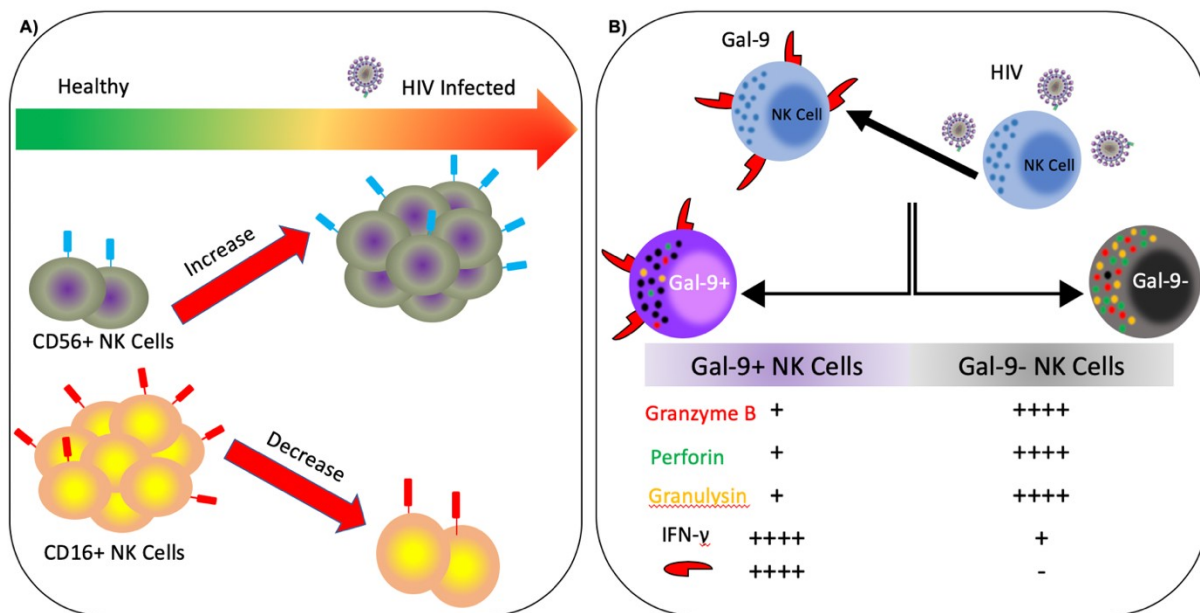 A)
Healthy
HIV Infected
Increase
CD56+ NK Cells
Decrease
CD16+ NK Cells
B)
Gal-9
HIV
NK Cell
NK Cell
Gal-9+
Gal-9-
Gal-9+ NK Cells Gal-9- NK Cells
Granzyme B + ++++
Perforin + ++++
Granulysin + ++++
IFN-γ ++++ +
++++ -